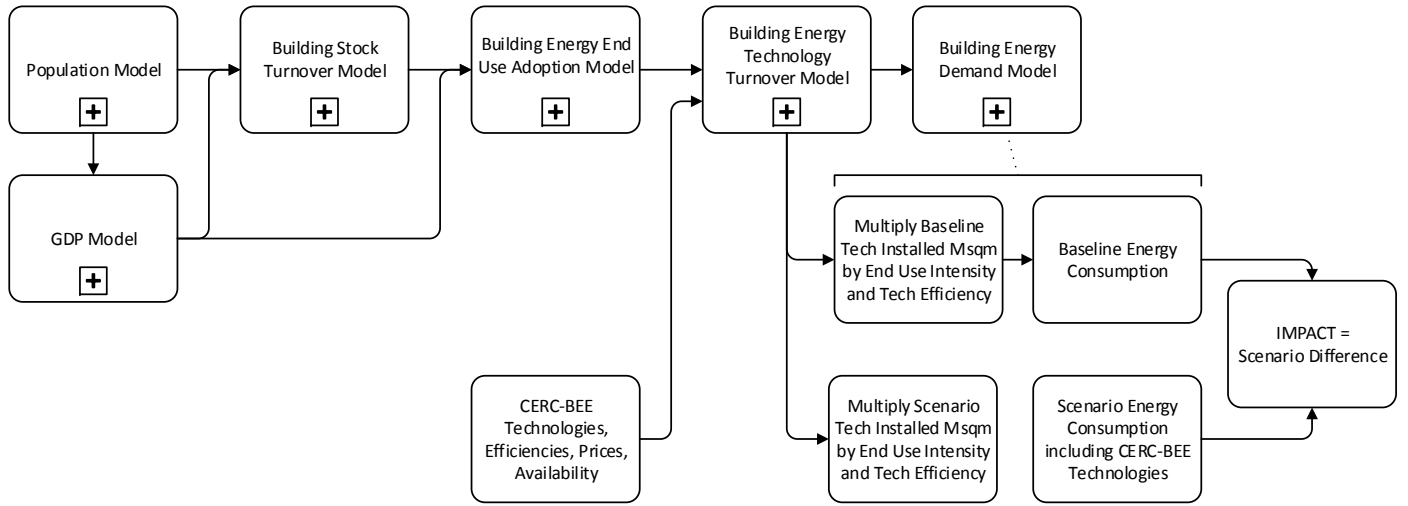 Population Model
Building Stock
Turnover Model
Building Energy End
Use Adoption Model
Building Energy
Technology
Turnover Model
Building Energy
Demand Model
GDP Model
Multiply Baseline
Tech Installed Msqm
by End Use Intensity
and Tech Efficiency
Baseline Energy
Consumption
IMPACT =
Scenario Difference
CERC-BEE
Technologies,
Efficiencies, Prices,
Availability
Multiply Scenario
Tech Installed Msqm
by End Use Intensity
and Tech Efficiency
Scenario Energy
Consumption
including CERC-BEE
Technologies